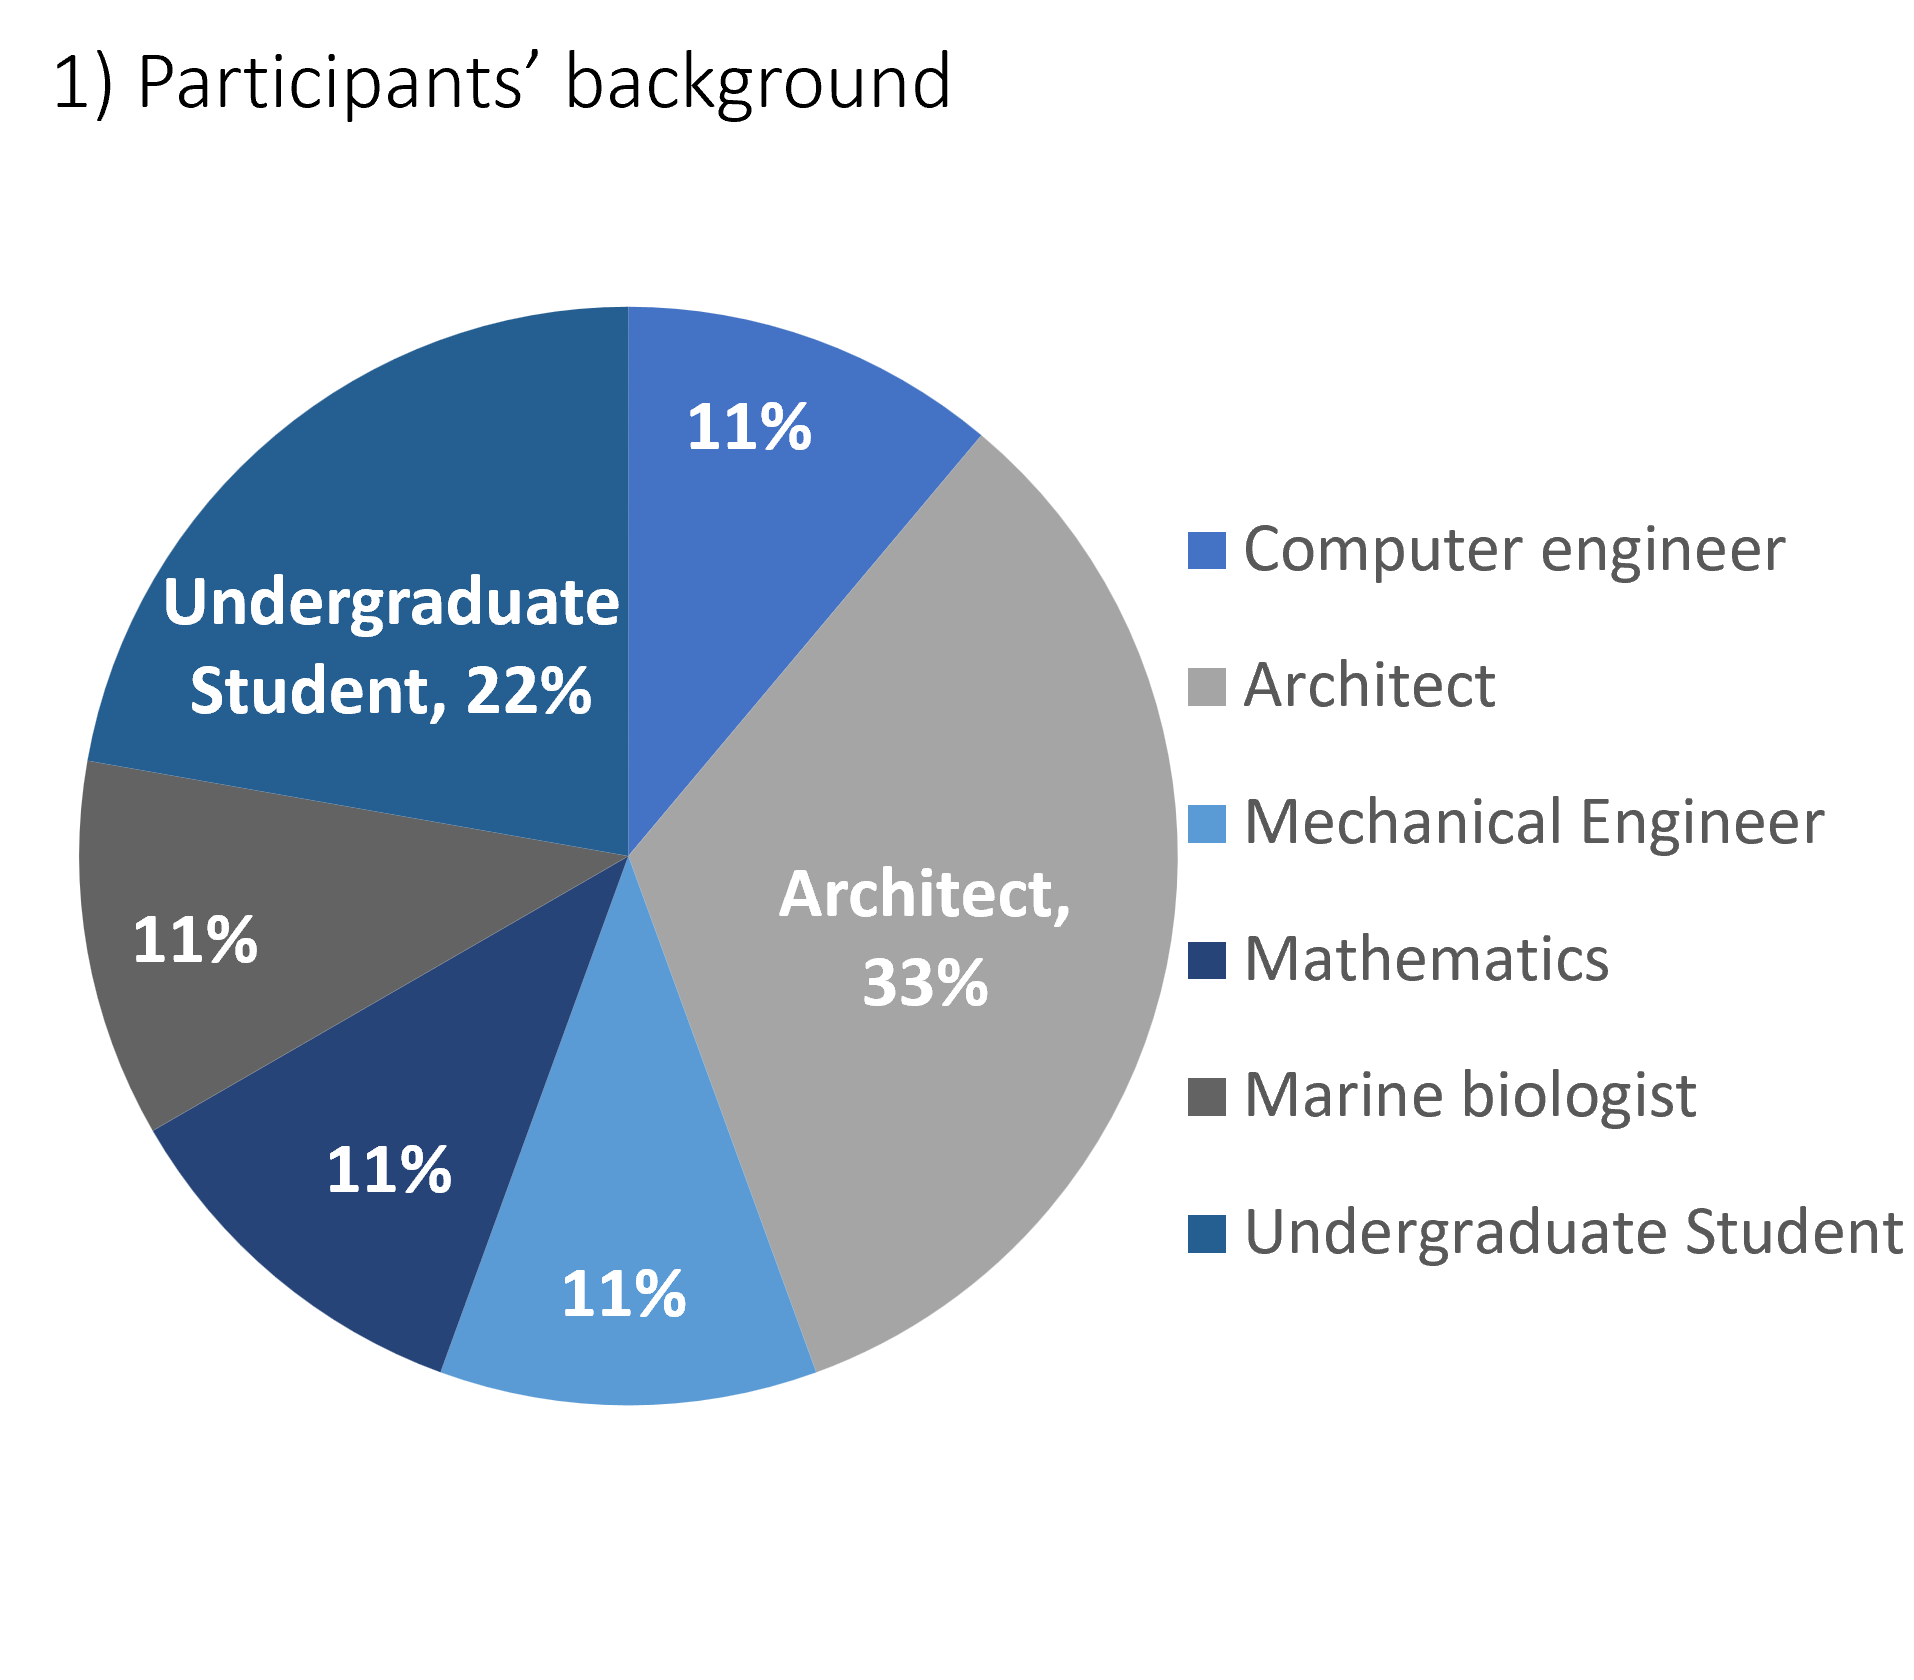 1) Participants’ background
11%
Undergraduate
Student, 22%
Architect,
33%
11%
11%
11%
Computer engineer
Architect
Mechanical Engineer
Mathematics
Marine biologist
Undergraduate Student